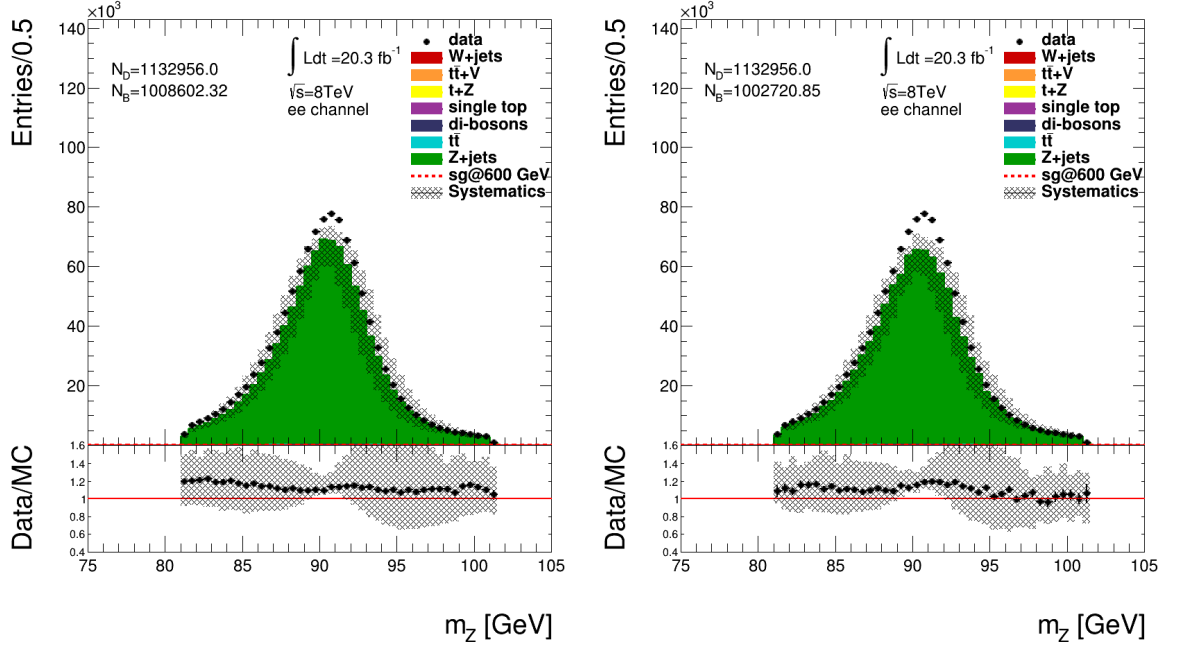 ×10³
Entries/0.5
140
120
100
80
60
40
20
N_D=1132956.0
N_B=1008602.32
∫ Ldt =20.3 fb⁻¹
√s=8TeV
ee channel
data
W+jets
tt̄+V
t+Z
single top
di-bosons
tt̄
Z+jets
sg@600 GeV
Systematics
Data/MC
1.6
1.4
1.2
1
0.8
0.6
0.4
75 80 85 90 95 100 105
m_Z [GeV]
×10³
Entries/0.5
140
120
100
80
60
40
20
N_D=1132956.0
N_B=1002720.85
∫ Ldt =20.3 fb⁻¹
√s=8TeV
ee channel
data
W+jets
tt̄+V
t+Z
single top
di-bosons
tt̄
Z+jets
sg@600 GeV
Systematics
Data/MC
1.6
1.4
1.2
1
0.8
0.6
0.4
75 80 85 90 95 100 105
m_Z [GeV]